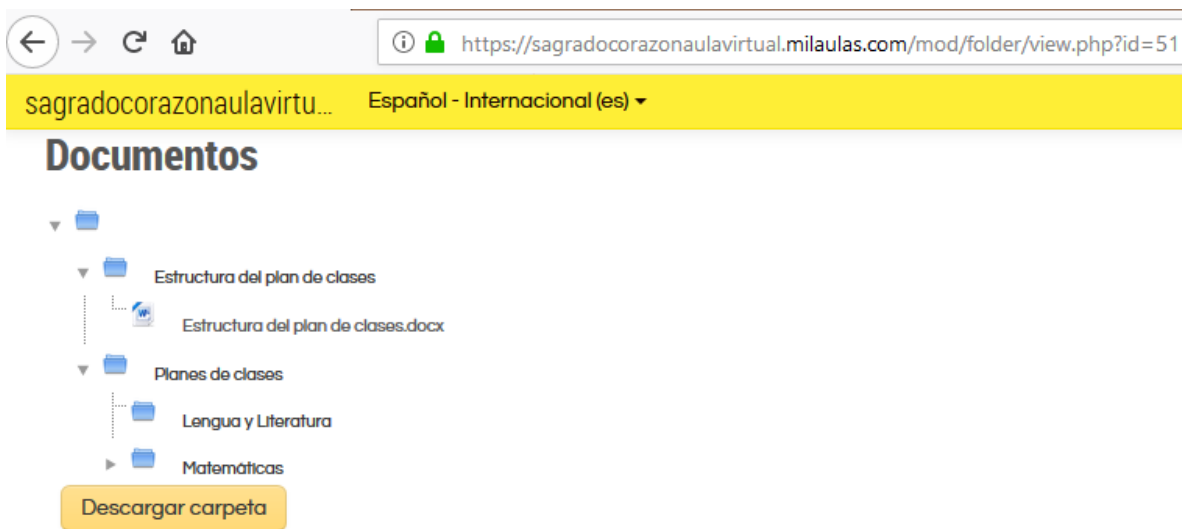 https://sagradocorazonaulavirtual.milaulas.com/mod/folder/view.php?id=51
sagradocorazonaulavirtu... Español - Internacional (es)
Documentos
Estructura del plan de clases
Estructura del plan de clases.docx
Planes de clases
Lengua y Literatura
Matemáticas
Descargar carpeta